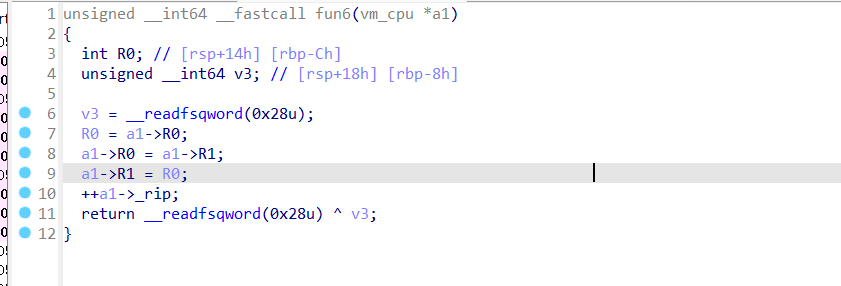 1 unsigned __int64 __fastcall fun6(vm_cpu *a1)
2 {
3 int R0; // [rsp+14h] [rbp-Ch]
4 unsigned __int64 v3; // [rsp+18h] [rbp-8h]
5
6 v3 = __readfsqword(0x28u);
7 R0 = a1->R0;
8 a1->R0 = a1->R1;
9 a1->R1 = R0;
10 ++a1->_rip;
11 return __readfsqword(0x28u) ^ v3;
12 }